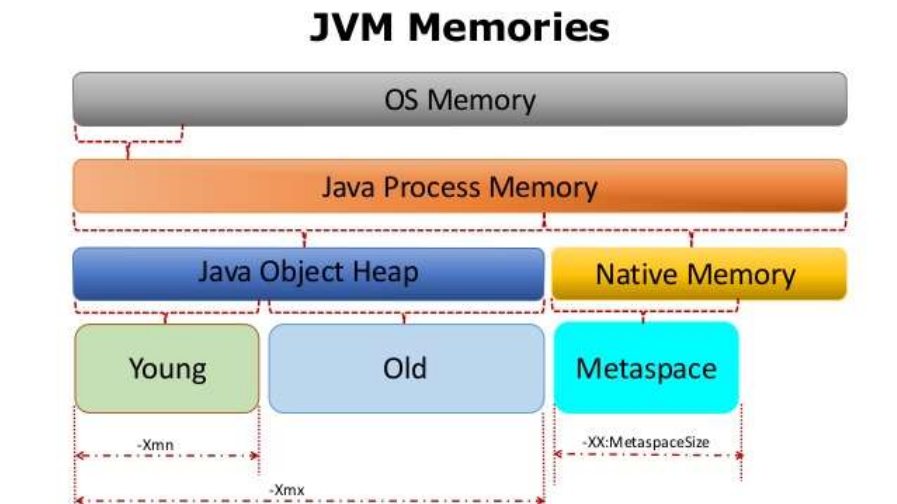 JVM Memories
OS Memory
Java Process Memory
Java Object Heap
Native Memory
Young
Old
Metaspace
-Xmn
-XX:MetaspaceSize
-Xmx